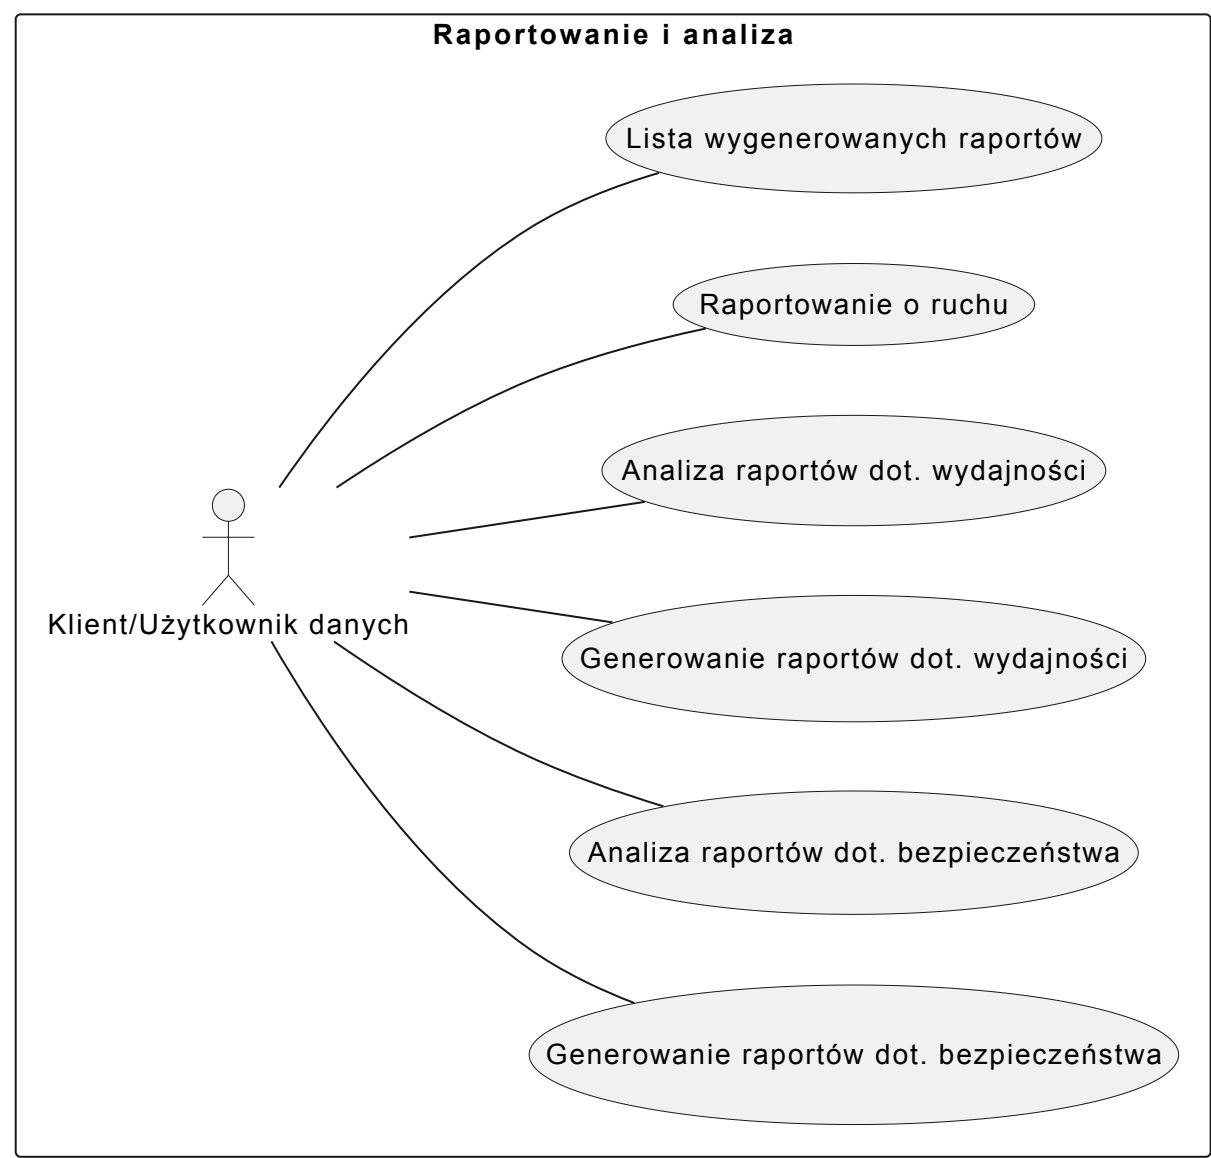 Raportowanie i analiza
Lista wygenerowanych raportów
Raportowanie o ruchu
Analiza raportów dot. wydajności
Klient/Użytkownik danych
Generowanie raportów dot. wydajności
Analiza raportów dot. bezpieczeństwa
Generowanie raportów dot. bezpieczeństwa